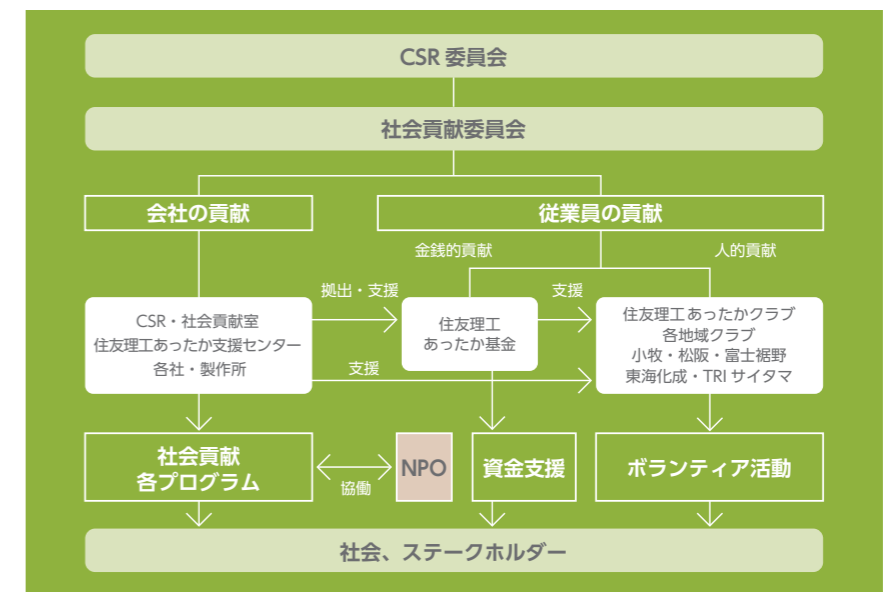 CSR 委員会
社会貢献委員会
会社の貢献
従業員の貢献
金銭的貢献
人的貢献
拠出・支援
支援
CSR・社会貢献室
住友理工あったか支援センター
各社・製作所
住友理工
あったか基金
住友理工あったかクラブ
各地域クラブ
小牧・松阪・富士裾野
東海化成・TRI サイタマ
支援
社会貢献
各プログラム
協働
NPO
資金支援
ボランティア活動
社会、ステークホルダー